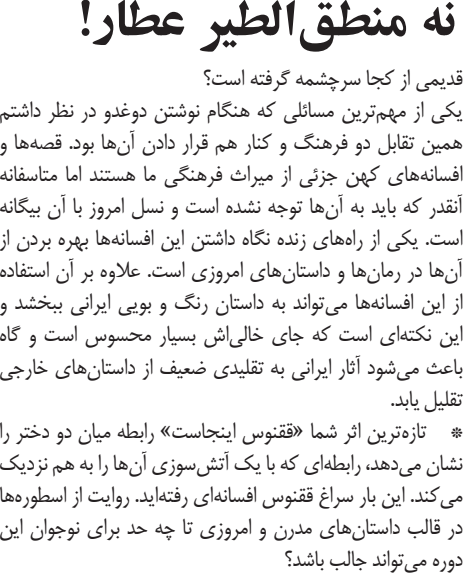 نه منطق‌الطیر عطار!
قدیمی از کجا سرچشمه گرفته است؟
یکی از مهم‌ترین مسائلی که هنگام نوشتن دوغدو در نظر داشتم
همین تقابل دو فرهنگ و کنار هم قرار دادن آن‌ها بود. قصه‌ها و
افسانه‌های کهن جزئی از میراث فرهنگی ما هستند اما متاسفانه
آنقدر که باید به آن‌ها توجه نشده است و نسل امروز با آن بیگانه
است. یکی از راه‌های زنده نگاه داشتن این افسانه‌ها بهره بردن از
آن‌ها در رمان‌ها و داستان‌های امروزی است. علاوه بر آن استفاده
از این افسانه‌ها می‌تواند به داستان رنگ و بویی ایرانی ببخشد و
این نکته‌ای است که جای خالی‌اش بسیار محسوس است و گاه
باعث می‌شود آثار ایرانی به تقلیدی ضعیف از داستان‌های خارجی
تقلیل یابد.
* تازه‌ترین اثر شما «ققنوس اینجاست» رابطه میان دو دختر را
نشان می‌دهد، رابطه‌ای که با یک آتش‌سوزی آن‌ها را به هم نزدیک
می‌کند. این بار سراغ ققنوس افسانه‌ای رفته‌اید. روایت از اسطوره‌ها
در قالب داستان‌های مدرن و امروزی تا چه حد برای نوجوان این
دوره می‌تواند جالب باشد؟